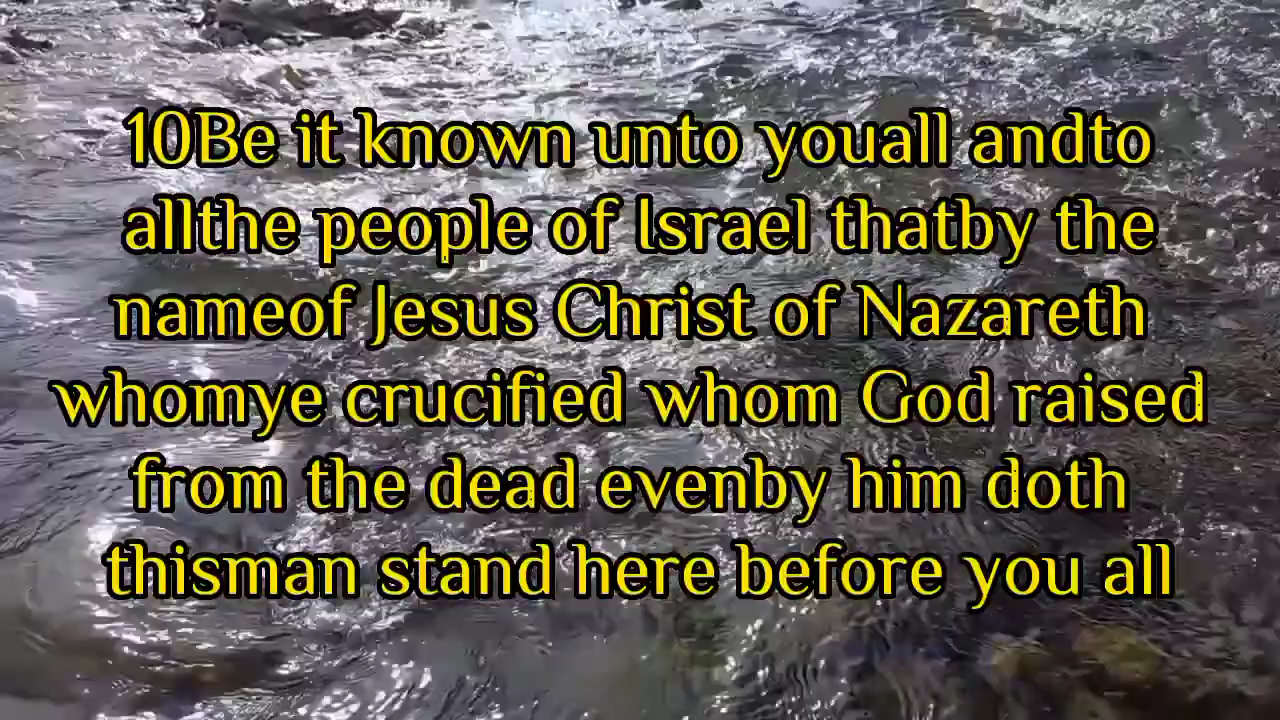 10Be it known unto youall andto
allthe people of Israel thatby the
nameof Jesus Christ of Nazareth
whomye crucified whom God raised
from the dead evenby him doth
thisman stand here before you all